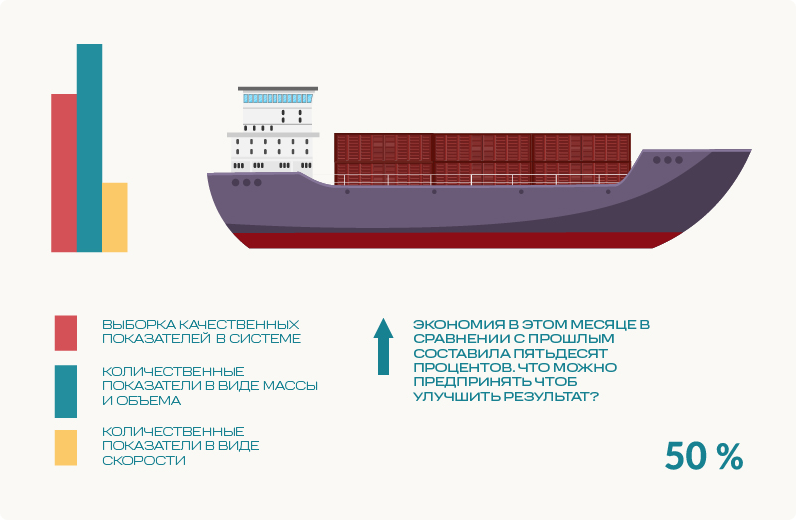 ВЫБОРКА КАЧЕСТВЕННЫХ
ПОКАЗАТЕЛЕЙ В СИСТЕМЕ
КОЛИЧЕСТВЕННЫЕ
ПОКАЗАТЕЛИ В ВИДЕ МАССЫ
И ОБЪЕМА
КОЛИЧЕСТВЕННЫЕ
ПОКАЗАТЕЛИ В ВИДЕ
СКОРОСТИ
ЭКОНОМИЯ В ЭТОМ МЕСЯЦЕ В
СРАВНЕНИИ С ПРОШЛЫМ
СОСТАВИЛА ПЯТЬДЕСЯТ
ПРОЦЕНТОВ. ЧТО МОЖНО
ПРЕДПРИНЯТЬ ЧТОБ
УЛУЧШИТЬ РЕЗУЛЬТАТ?
50 %